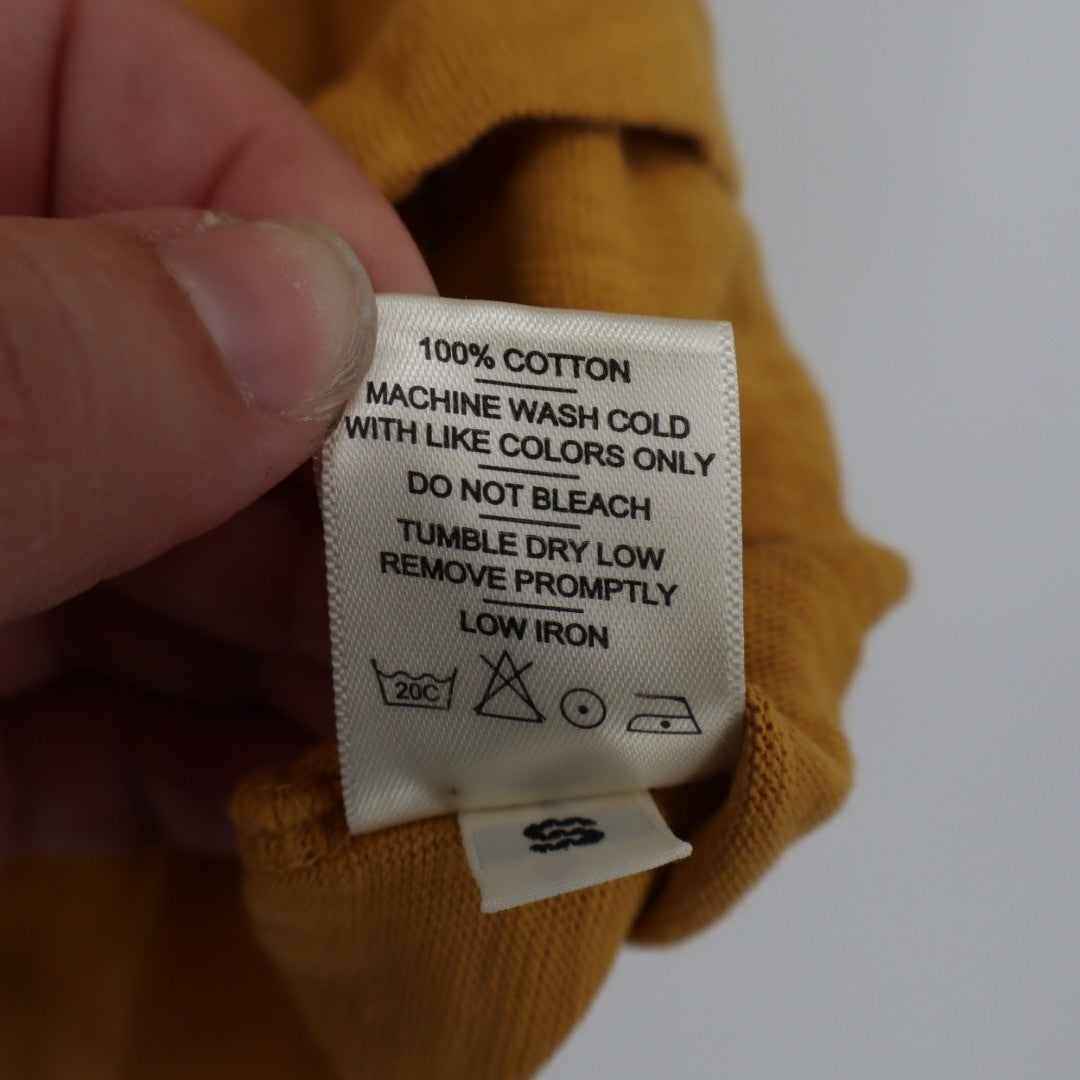 100% COTTON
MACHINE WASH COLD
WITH LIKE COLORS ONLY
DO NOT BLEACH
TUMBLE DRY LOW
REMOVE PROMPTLY
LOW IRON
20C